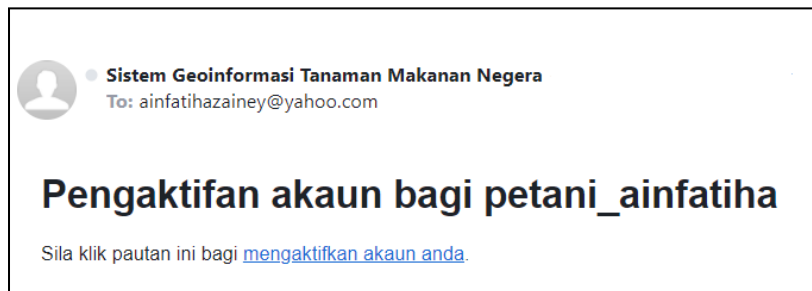 Sistem Geoinformasi Tanaman Makanan Negera
To: ainfatihazainey@yahoo.com
Pengaktifan akaun bagi petani_ainfatiha
Sila klik pautan ini bagi mengaktifkan akaun anda.